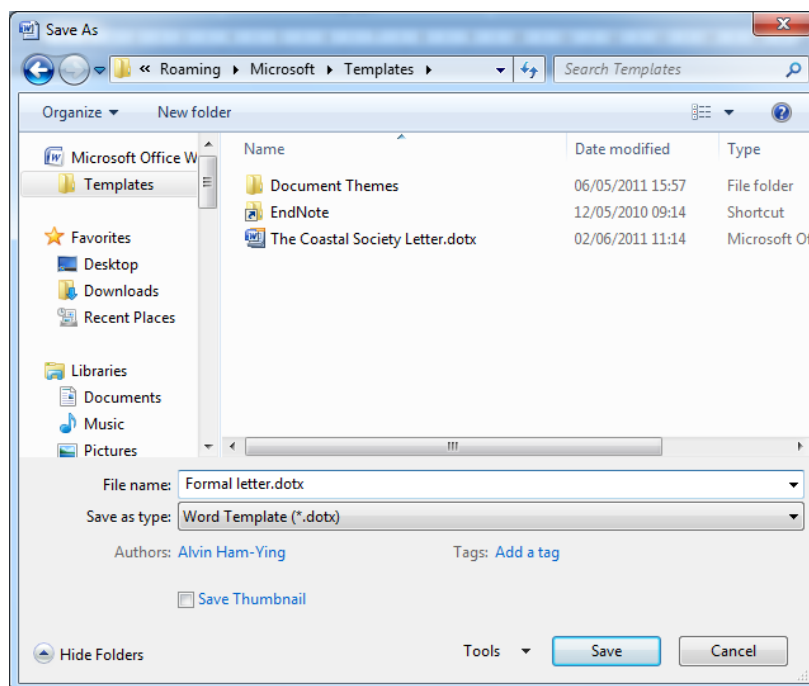 Save As
« Roaming Microsoft Templates Search Templates
Organize New folder
Microsoft Office W
Templates
Favorites
Desktop
Downloads
Recent Places
Libraries
Documents
Music
Pictures
Name Date modified Type
Document Themes 06/05/2011 15:57 File folder
EndNote 12/05/2010 09:14 Shortcut
The Coastal Society Letter.dotx 02/06/2011 11:14 Microsoft Of
File name: Formal letter.dotx
Save as type: Word Template (*.dotx)
Authors: Alvin Ham-Ying Tags: Add a tag
Save Thumbnail
Hide Folders Tools Save Cancel